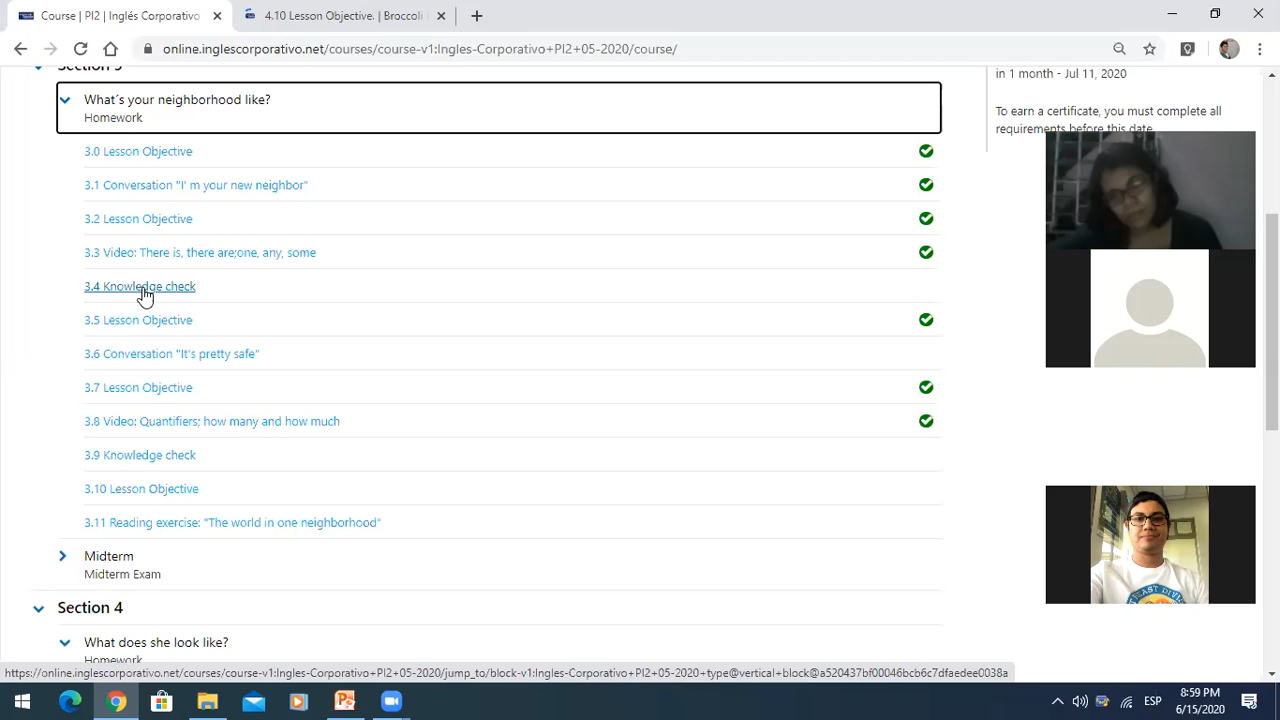 Course | PI2 | Inglés Corporativo
4.10 Lesson Objective. | Broccoli
online.inglescorporativo.net/courses/course-v1:Ingles-Corporativo+PI2+05-2020/course/
in 1 month - Jul 11, 2020
What´s your neighborhood like?
Homework
To earn a certificate, you must complete all
requirements before this date.
3.0 Lesson Objective
3.1 Conversation "I' m your new neighbor"
3.2 Lesson Objective
3.3 Video: There is, there are;one, any, some
3.4 Knowledge check
3.5 Lesson Objective
3.6 Conversation "It's pretty safe"
3.7 Lesson Objective
3.8 Video: Quantifiers; how many and how much
3.9 Knowledge check
3.10 Lesson Objective
3.11 Reading exercise: "The world in one neighborhood"
Midterm
Midterm Exam
Section 4
What does she look like?
Homework
https://online.inglescorporativo.net/courses/course-v1:Ingles-Corporativo+PI2+05-2020/jump_to/block-v1:Ingles-Corporativo+PI2+05-2020+type@vertical+block@a520437bf00046bcb6c7dfaedee0038a
ESP
8:59 PM
6/15/2020